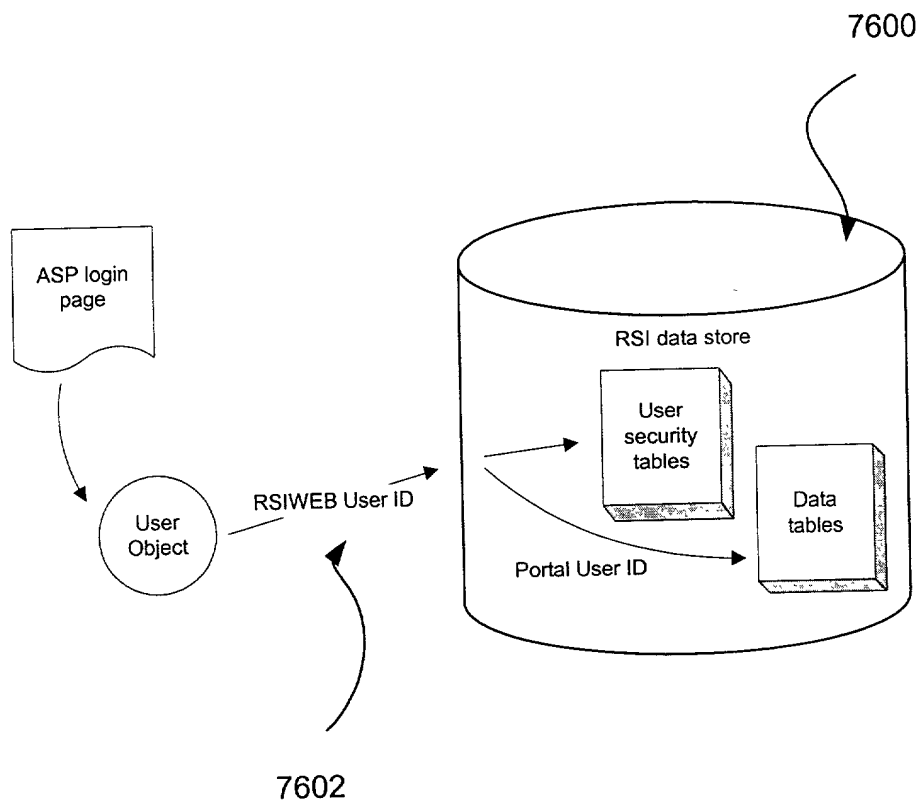 7600
ASP login
page
RSI data store
User
security
tables
RSIWEB User ID
User
Object
Data
tables
Portal User ID
7602